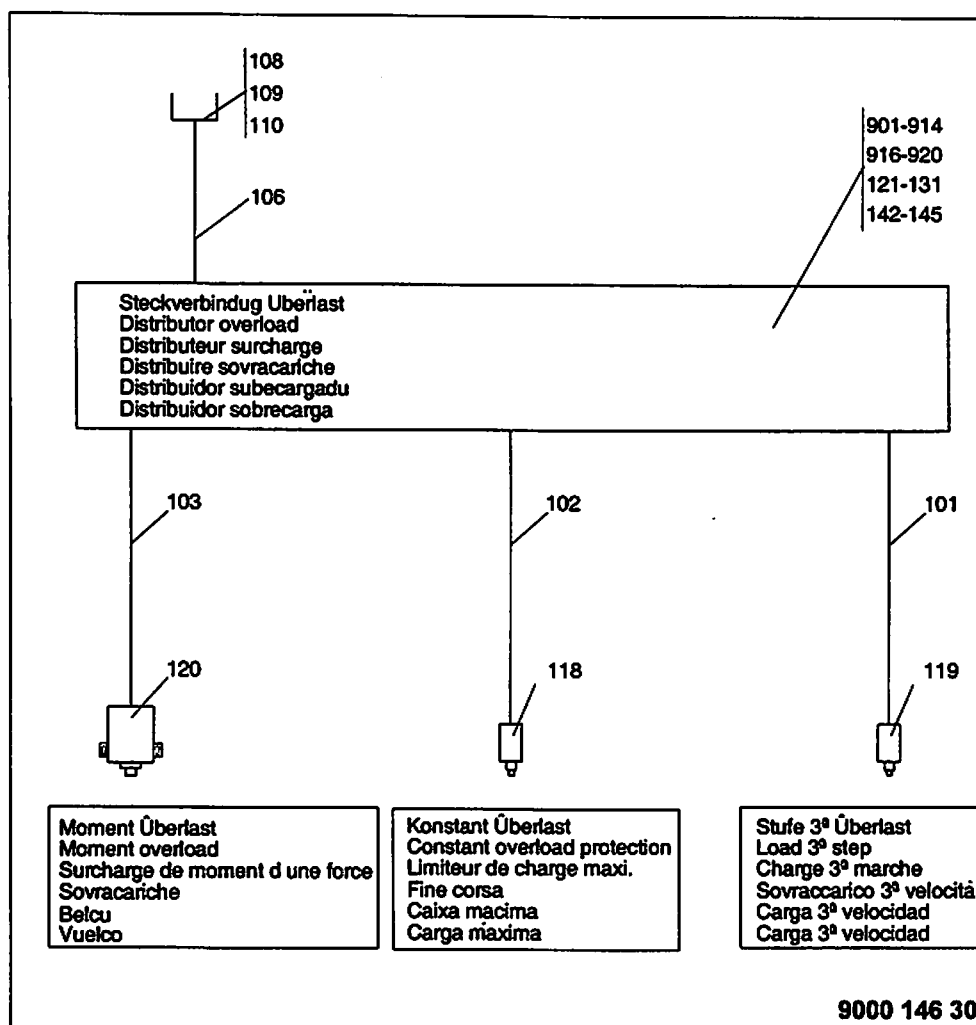 108
109
110
901-914
916-920
121-131
142-145
106
Steckverbindug Überlast
Distributor overload
Distributeur surcharge
Distribuire sovracariche
Distribuidor subecargadu
Distribuidor sobrecarga
103
102
101
120
118
119
Moment Überlast
Moment overload
Surcharge de moment d une force
Sovracariche
Belcu
Vuelco
Konstant Überlast
Constant overload protection
Limiteur de charge maxi.
Fine corsa
Caixa macima
Carga maxima
Stufe 3ª Überlast
Load 3ª step
Charge 3ª marche
Sovraccarico 3ª velocità
Carga 3ª velocidad
Carga 3ª velocidad
9000 146 30